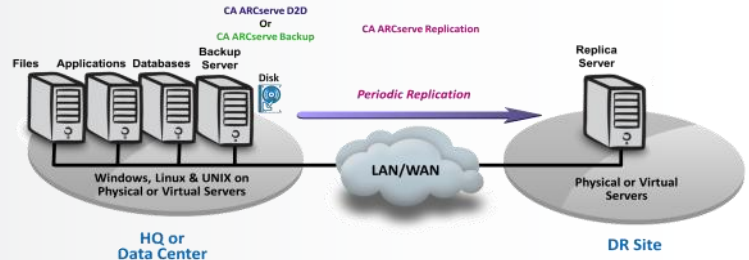 CA ARCserve D2D
Or
CA ARCserve Backup
CA ARCserve Replication
Files
Applications
Databases
Backup
Server
Disk
Replica
Server
Periodic Replication
LAN/WAN
Windows, Linux & UNIX on
Physical or Virtual Servers
Physical or Virtual
Servers
HQ or
Data Center
DR Site